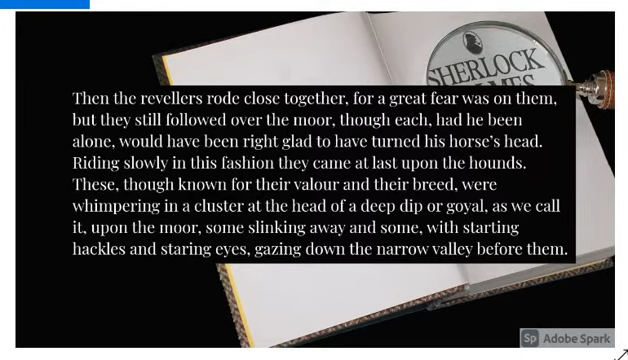 SHERLOCK
HOLMES
Then the revellers rode close together, for a great fear was on them,
but they still followed over the moor, though each, had he been
alone, would have been right glad to have turned his horse's head.
Riding slowly in this fashion they came at last upon the hounds.
These, though known for their valour and their breed, were
whimpering in a cluster at the head of a deep dip or goyal, as we call
it, upon the moor, some slinking away and some, with starting
hackles and staring eyes, gazing down the narrow valley before them.
Sp Adobe Spark